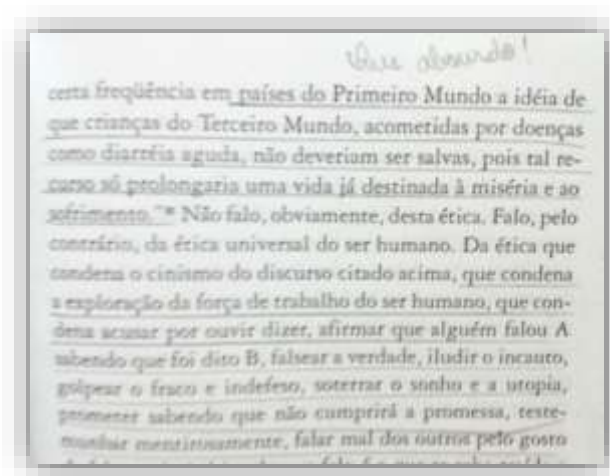 Que absurdo!
certa freqüência em países do Primeiro Mundo a idéia de
que crianças do Terceiro Mundo, acometidas por doenças
como diarréia aguda, não deveriam ser salvas, pois tal re-
curso só prolongaria uma vida já destinada à miséria e ao
sofrimento."* Não falo, obviamente, desta ética. Falo, pelo
contrário, da ética universal do ser humano. Da ética que
condena o cinismo do discurso citado acima, que condena
a exploração da força de trabalho do ser humano, que con-
dena acusar por ouvir dizer, afirmar que alguém falou A
sabendo que foi dito B, falsear a verdade, iludir o incauto,
golpear o fraco e indefeso, soterrar o sonho e a utopia,
prometer sabendo que não cumprirá a promessa, teste-
munhar mentirosamente, falar mal dos outros pelo gosto